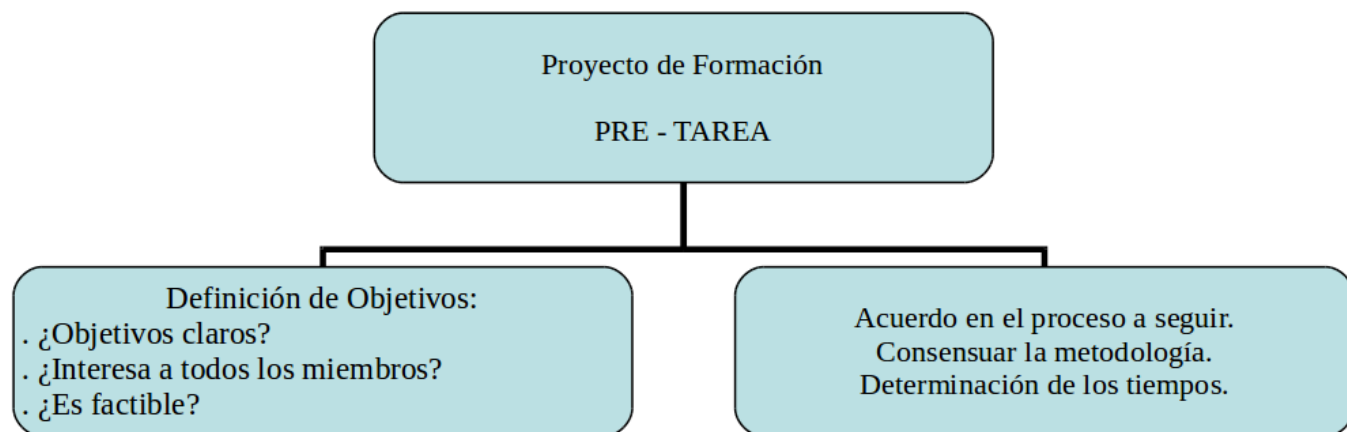 Proyecto de Formación
PRE - TAREA
Definición de Objetivos:
. ¿Objetivos claros?
. ¿Interesa a todos los miembros?
. ¿Es factible?
Acuerdo en el proceso a seguir.
Consensuar la metodología.
Determinación de los tiempos.